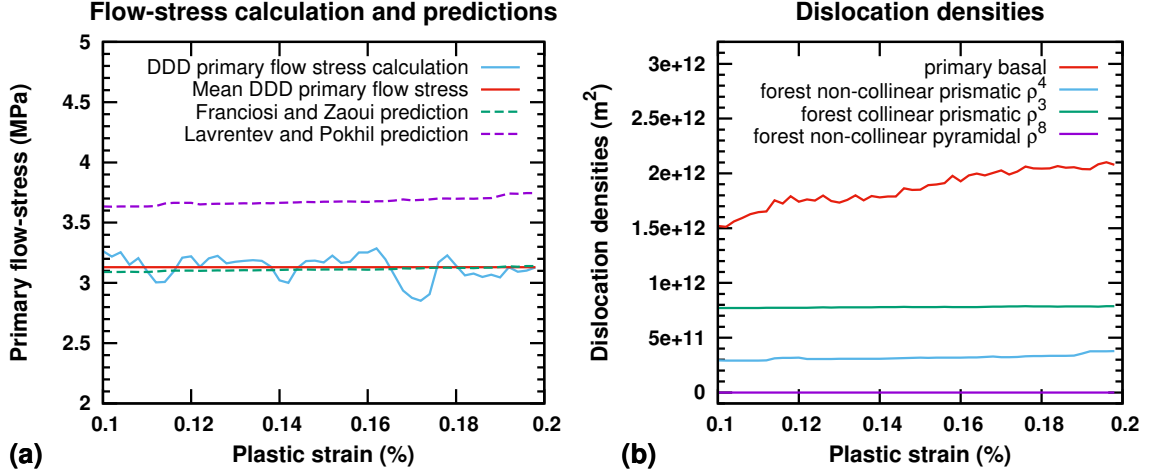 Flow-stress calculation and predictions
Primary flow-stress (MPa)
5
4.5
4
3.5
3
2.5
2
DDD primary flow stress calculation
Mean DDD primary flow stress
Franciosi and Zaoui prediction
Lavrentev and Pokhil prediction
0.1 0.12 0.14 0.16 0.18 0.2
Plastic strain (%)
(a)
Dislocation densities
Dislocation densities (m²)
3e+12
2.5e+12
2e+12
1.5e+12
1e+12
5e+11
0
primary basal
forest non-collinear prismatic ρ⁴
forest collinear prismatic ρ³
forest non-collinear pyramidal ρ⁸
0.1 0.12 0.14 0.16 0.18 0.2
Plastic strain (%)
(b)